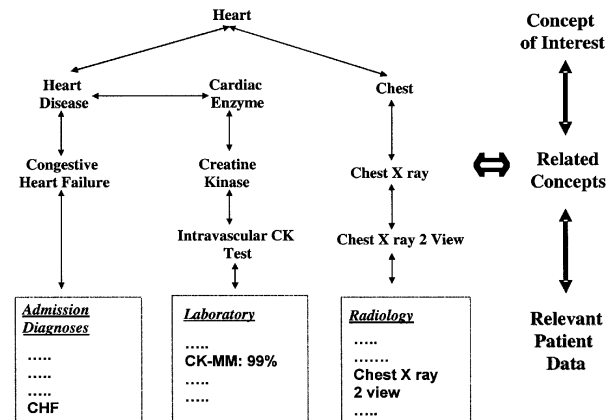 Heart
Concept
of Interest
Heart
Disease
Cardiac
Enzyme
Chest
Congestive
Heart Failure
Creatine
Kinase
Chest X ray
Related
Concepts
Intravascular CK
Test
Chest X ray 2 View
Admission
Diagnoses
.....
.....
.....
CHF
Laboratory
.....
CK-MM: 99%
.....
.....
Radiology
.....
.......
Chest X ray
2 view
.....
Relevant
Patient
Data